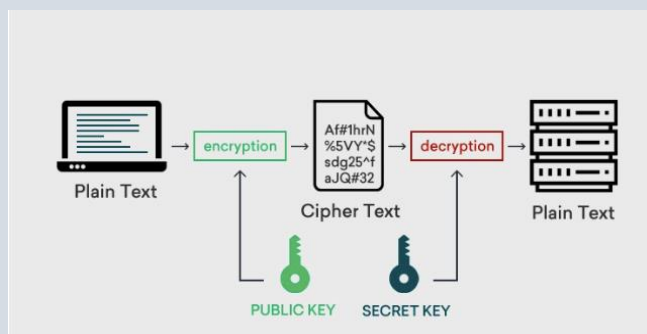 encryption
Af#1hrN
%5VY*$
sdg25^f
aJQ#32
decryption
Plain Text
Cipher Text
Plain Text
PUBLIC KEY
SECRET KEY